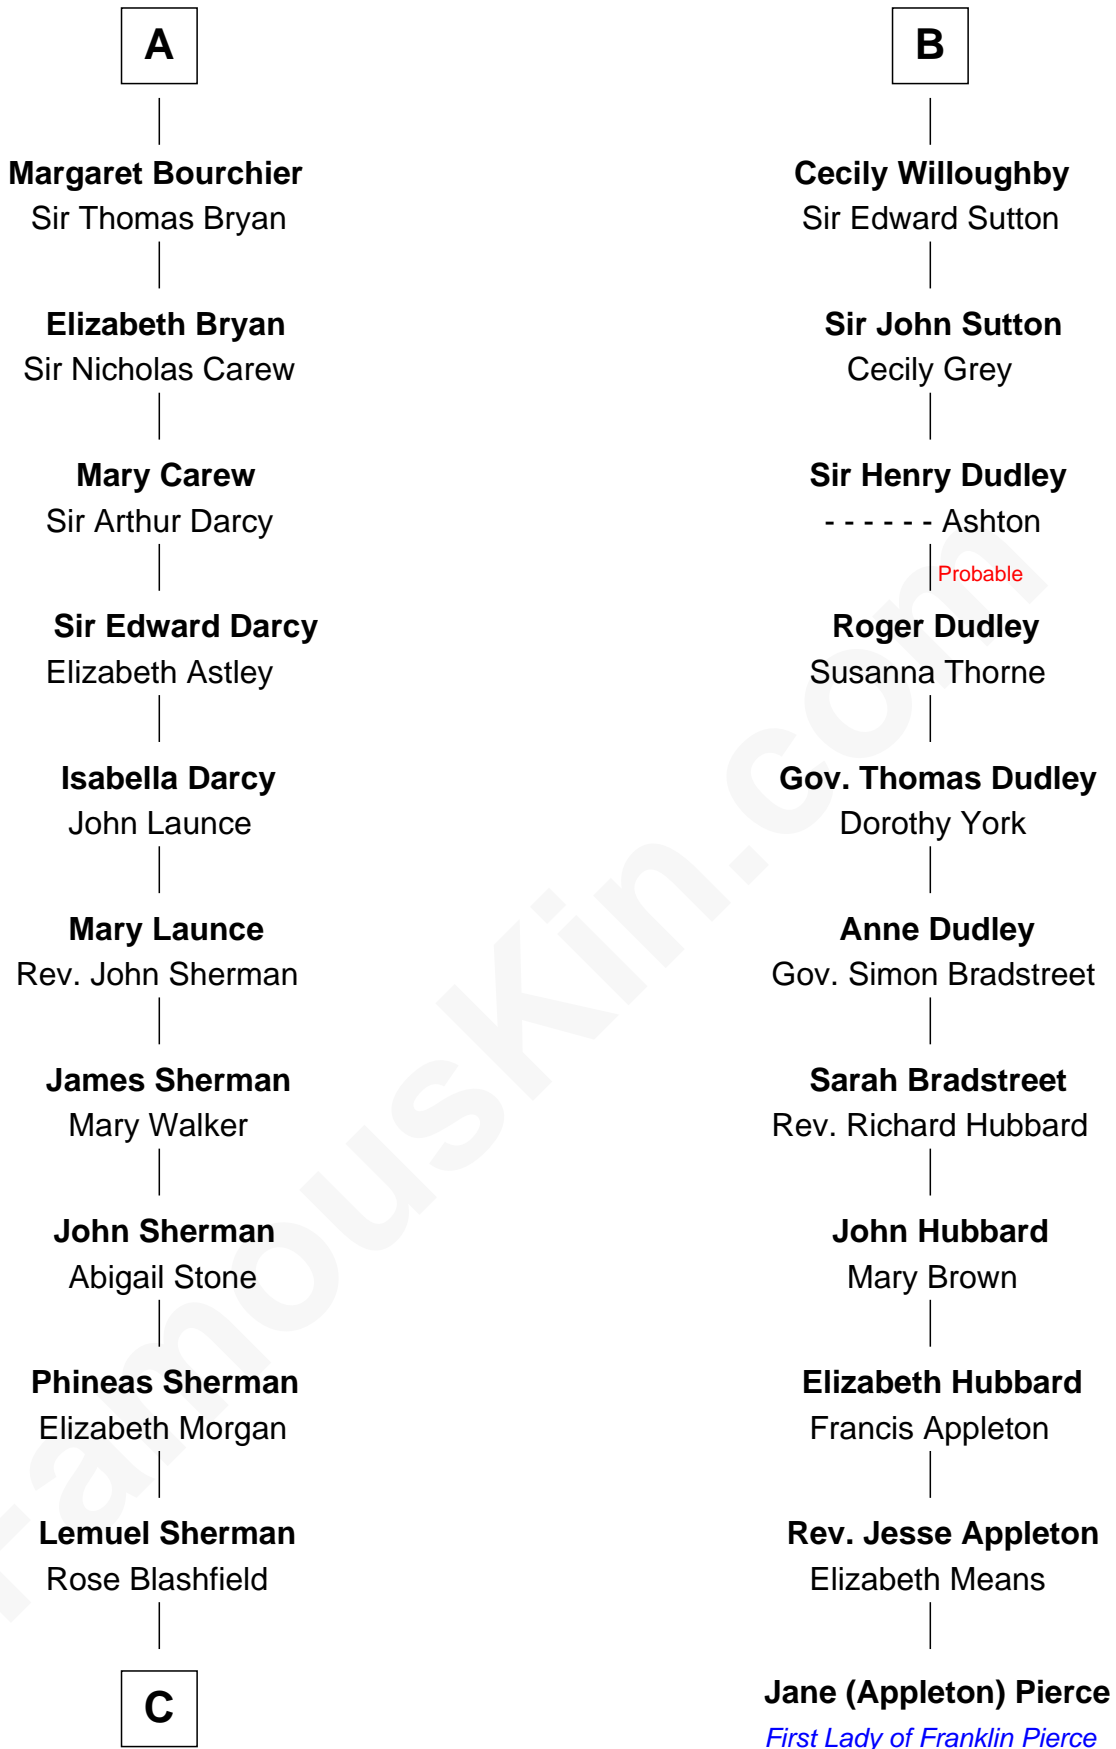 A
Margaret Bourchier
Sir Thomas Bryan
Elizabeth Bryan
Sir Nicholas Carew
Mary Carew
Sir Arthur Darcy
Sir Edward Darcy
Elizabeth Astley
Isabella Darcy
John Launce
Mary Launce
Rev. John Sherman
James Sherman
Mary Walker
John Sherman
Abigail Stone
Phineas Sherman
Elizabeth Morgan
Lemuel Sherman
Rose Blashfield
C
B
Cecily Willoughby
Sir Edward Sutton
Sir John Sutton
Cecily Grey
Sir Henry Dudley
- - - - - - Ashton
Probable
Roger Dudley
Susanna Thorne
Gov. Thomas Dudley
Dorothy York
Anne Dudley
Gov. Simon Bradstreet
Sarah Bradstreet
Rev. Richard Hubbard
John Hubbard
Mary Brown
Elizabeth Hubbard
Francis Appleton
Rev. Jesse Appleton
Elizabeth Means
Jane (Appleton) Pierce
First Lady of Franklin Pierce
FamousKin.com